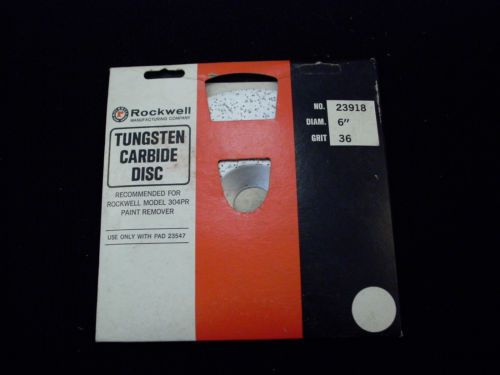 Rockwell
MANUFACTURING COMPANY
TUNGSTEN
CARBIDE
DISC
RECOMMENDED FOR
ROCKWELL MODEL 304PR
PAINT REMOVER
USE ONLY WITH PAD 23547
NO. 23918
DIAM. 6"
GRIT 36